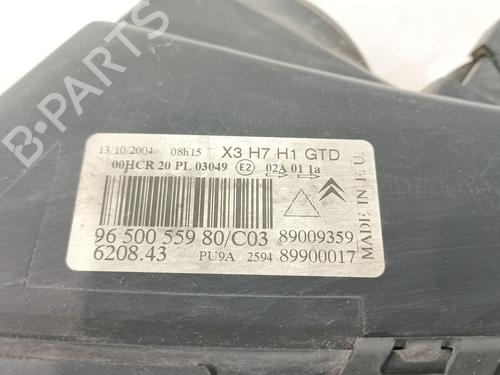 B-PARTS
13/10/2004 08h15 X3 H7 H1 GTD
00HCR 20 PL 03049 E2 02A 01 1a
96 500 559 80/C03 89009359
6208.43 PU9A 2594 89900017
MADE IN E.U.